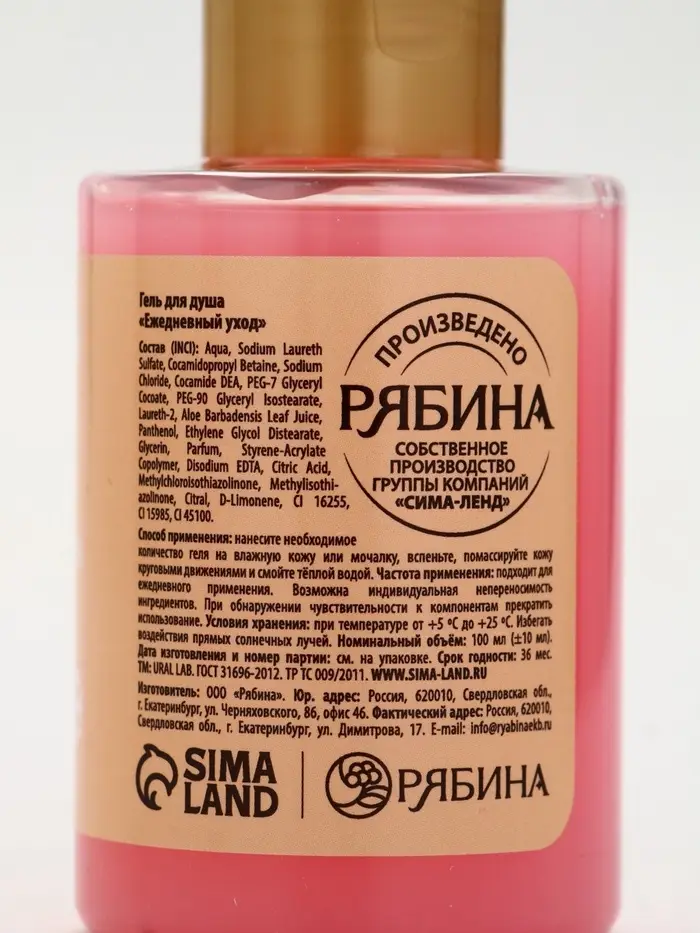 Гель для душа
«Ежедневный уход»
Состав (INCI): Aqua, Sodium Laureth
Sulfate, Cocamidopropyl Betaine, Sodium
Chloride, Cocamide DEA, PEG-7 Glyceryl
Cocoate, PEG-90 Glyceryl Isostearate,
Laureth-2, Aloe Barbadensis Leaf Juice,
Panthenol, Ethylene Glycol Distearate,
Glycerin, Parfum, Styrene-Acrylate
Copolymer, Disodium EDTA, Citric Acid,
Methylchloroisothiazolinone, Methylisothi-
azolinone, Citral, D-Limonene, CI 16255,
CI 15985, CI 45100.
ПРОИЗВЕДЕНО
РЯБИНА
СОБСТВЕННОЕ
ПРОИЗВОДСТВО
ГРУППЫ КОМПАНИЙ
«СИМА-ЛЕНД»
Способ применения: нанесите необходимое
количество геля на влажную кожу или мочалку, вспеньте, помассируйте кожу
круговыми движениями и смойте тёплой водой. Частота применения: подходит для
ежедневного применения. Возможна индивидуальная непереносимость
ингредиентов. При обнаружении чувствительности к компонентам прекратить
использование. Условия хранения: при температуре от +5 ºC до +25 ºC. Избегать
воздействия прямых солнечных лучей. Номинальный объём: 100 мл (±10 мл).
Дата изготовления и номер партии: см. на упаковке. Срок годности: 36 мес.
TM: URAL LAB. ГОСТ 31696-2012. ТР ТС 009/2011. WWW.SIMA-LAND.RU
Изготовитель: ООО «Рябина». Юр. адрес: Россия, 620010, Свердловская обл.,
г. Екатеринбург, ул. Черняховского, 86, офис 46. Фактический адрес: Россия, 620010,
Свердловская обл., г. Екатеринбург, ул. Димитрова, 17. E-mail: info@ryabinaekb.ru
SIMA
LAND
РЯБИНА